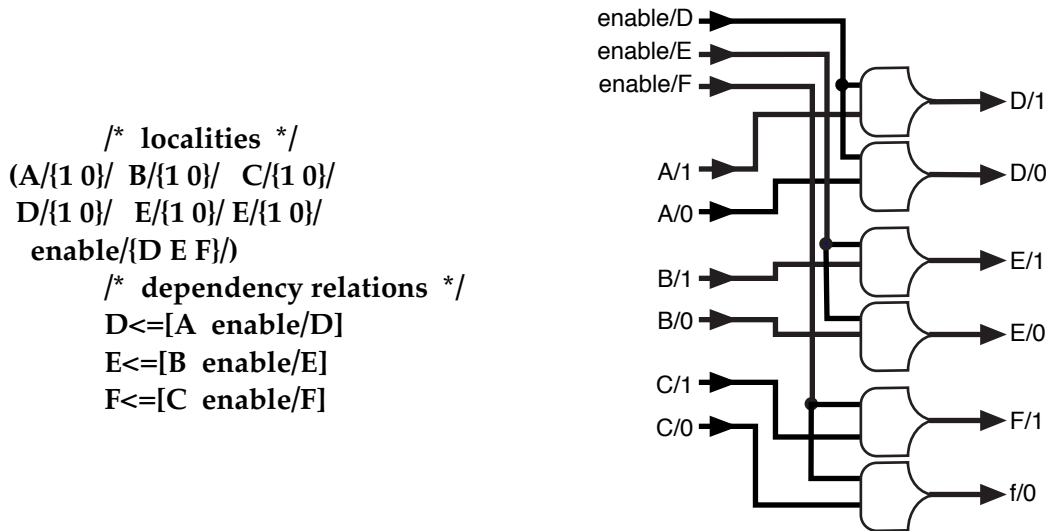 /* localities */
(A/{1 0}/ B/{1 0}/ C/{1 0}/
D/{1 0}/ E/{1 0}/ E/{1 0}/
enable/{D E F}/)
/* dependency relations */
D<=[A enable/D]
E<=[B enable/E]
F<=[C enable/F]
enable/D
enable/E
enable/F
A/1
A/0
B/1
B/0
C/1
C/0
D/1
D/0
E/1
E/0
F/1
f/0